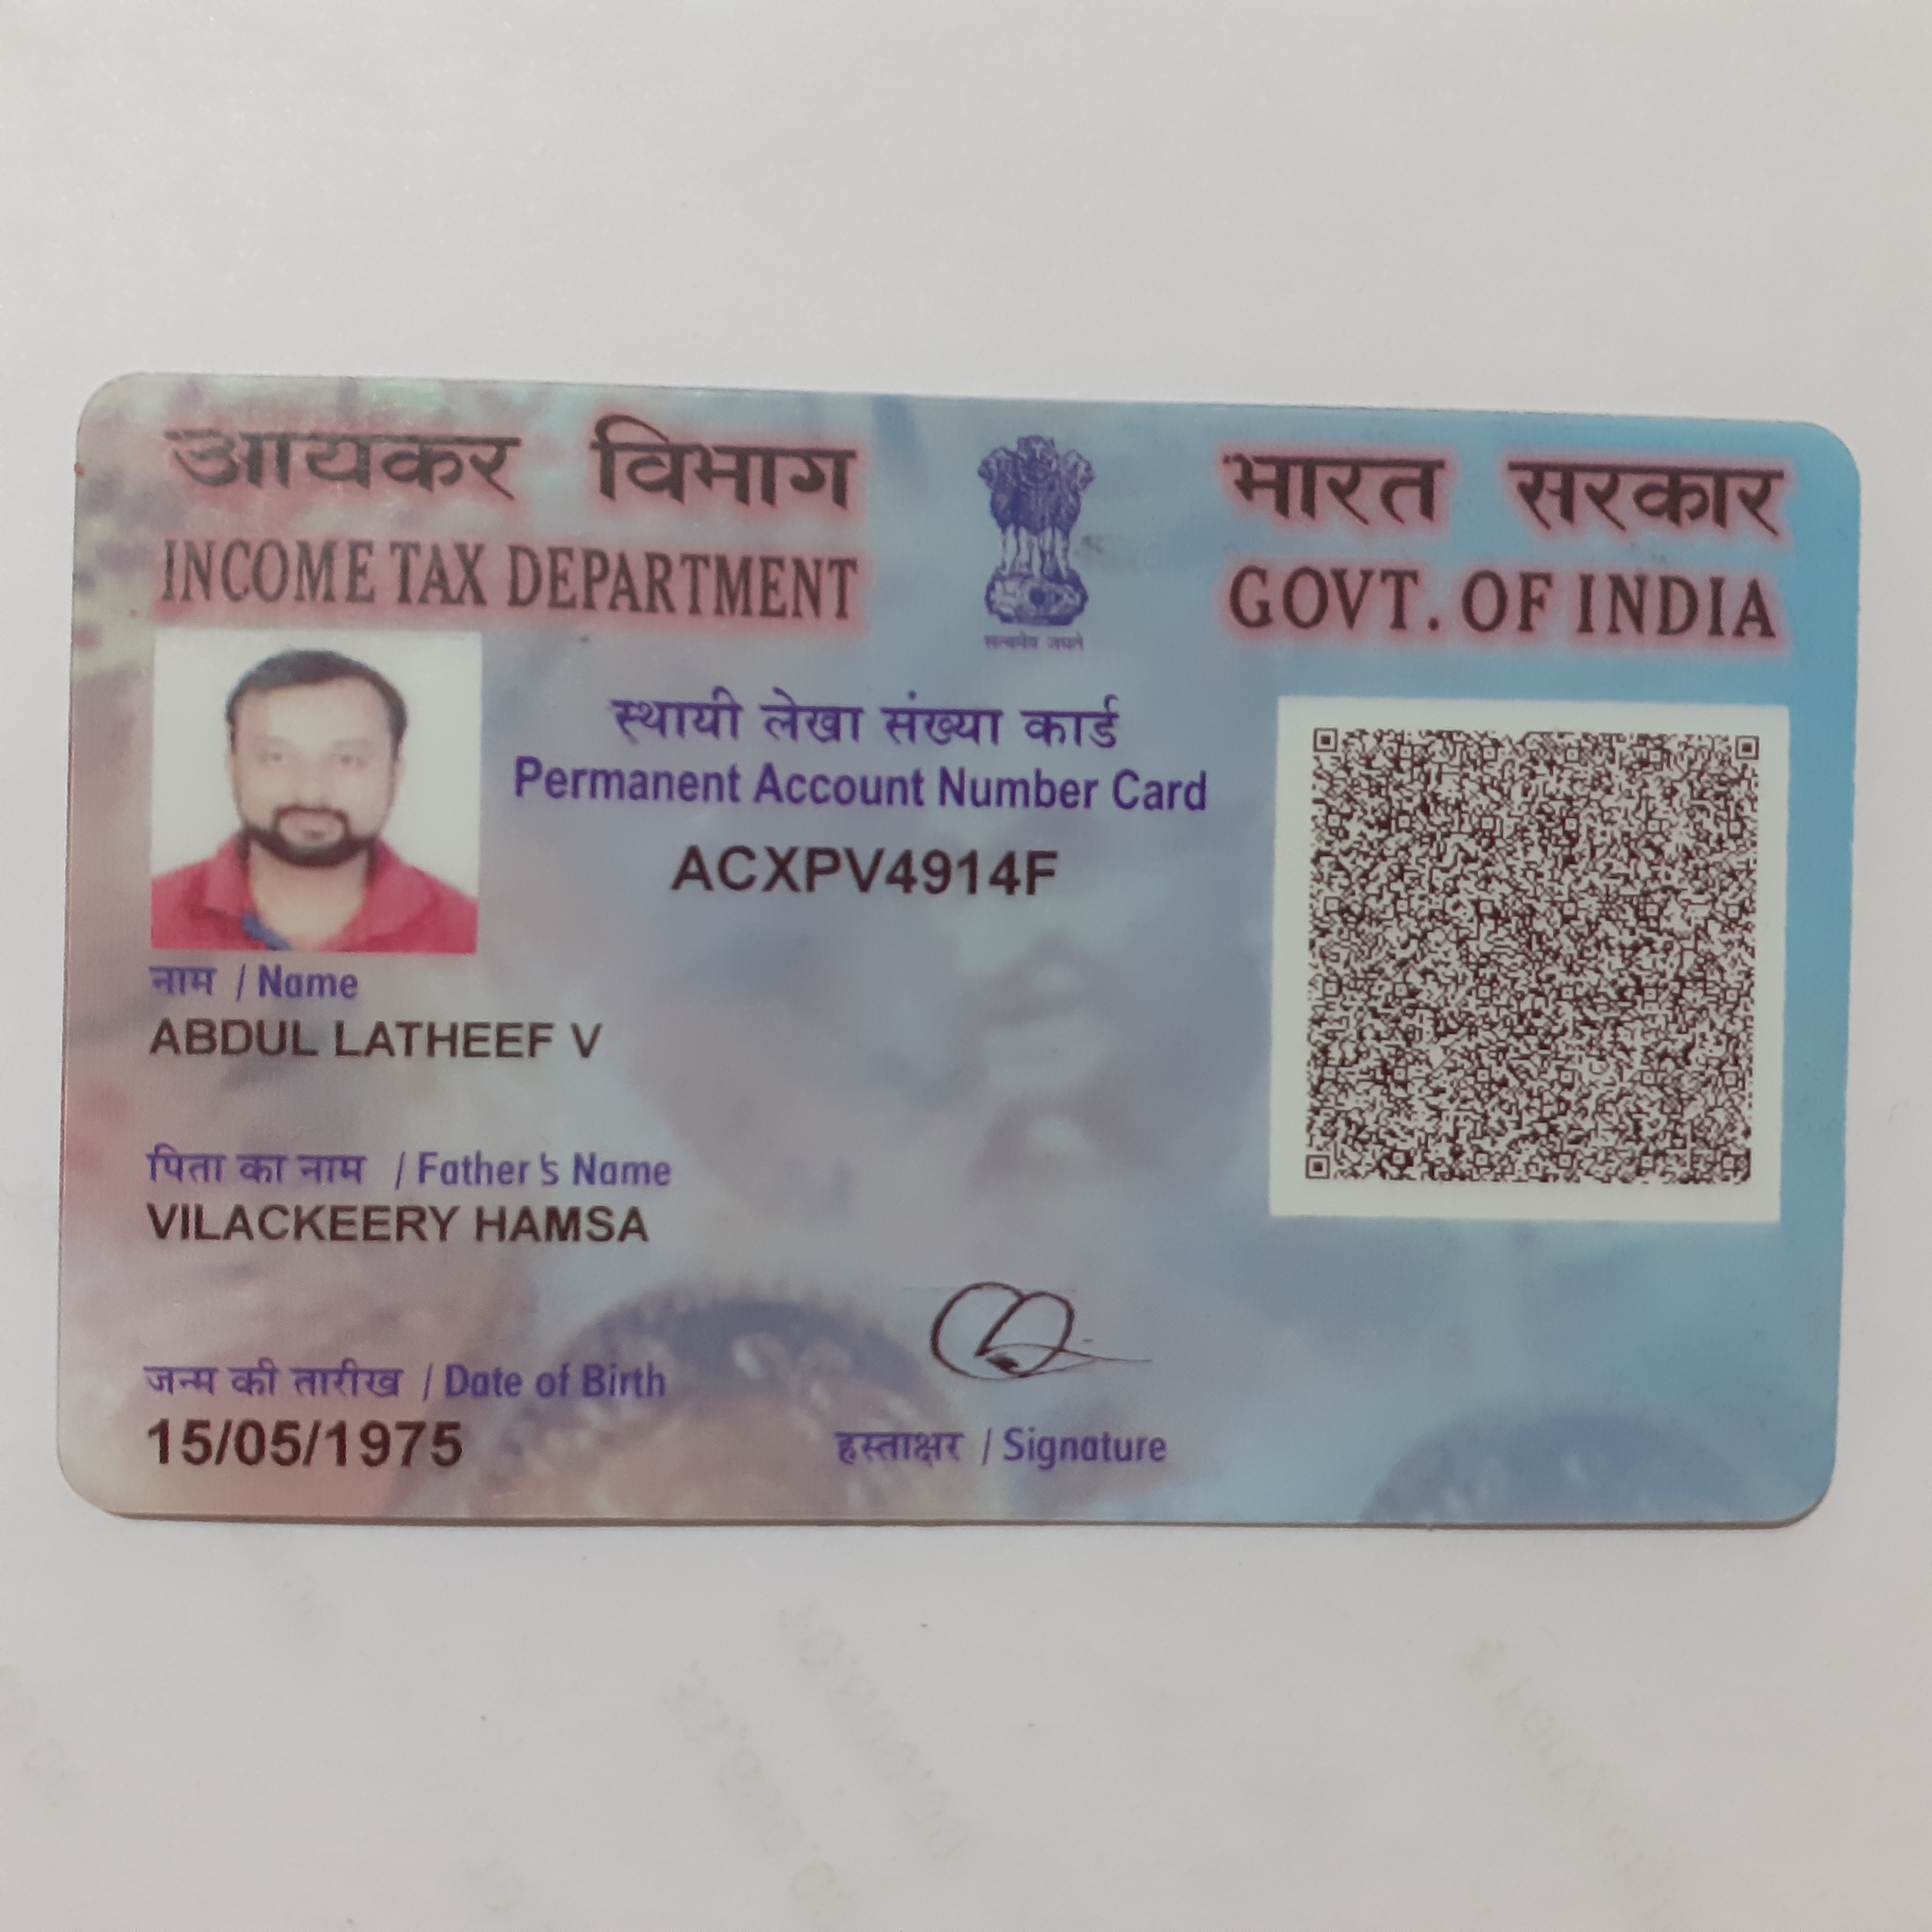 आयकर विभाग
INCOME TAX DEPARTMENT
सत्यमेव जयते
भारत सरकार
GOVT. OF INDIA
स्थायी लेखा संख्या कार्ड
Permanent Account Number Card
ACXPV4914F
नाम / Name
ABDUL LATHEEF V
पिता का नाम / Father's Name
VILACKEERY HAMSA
जन्म की तारीख / Date of Birth
15/05/1975
हस्ताक्षर / Signature